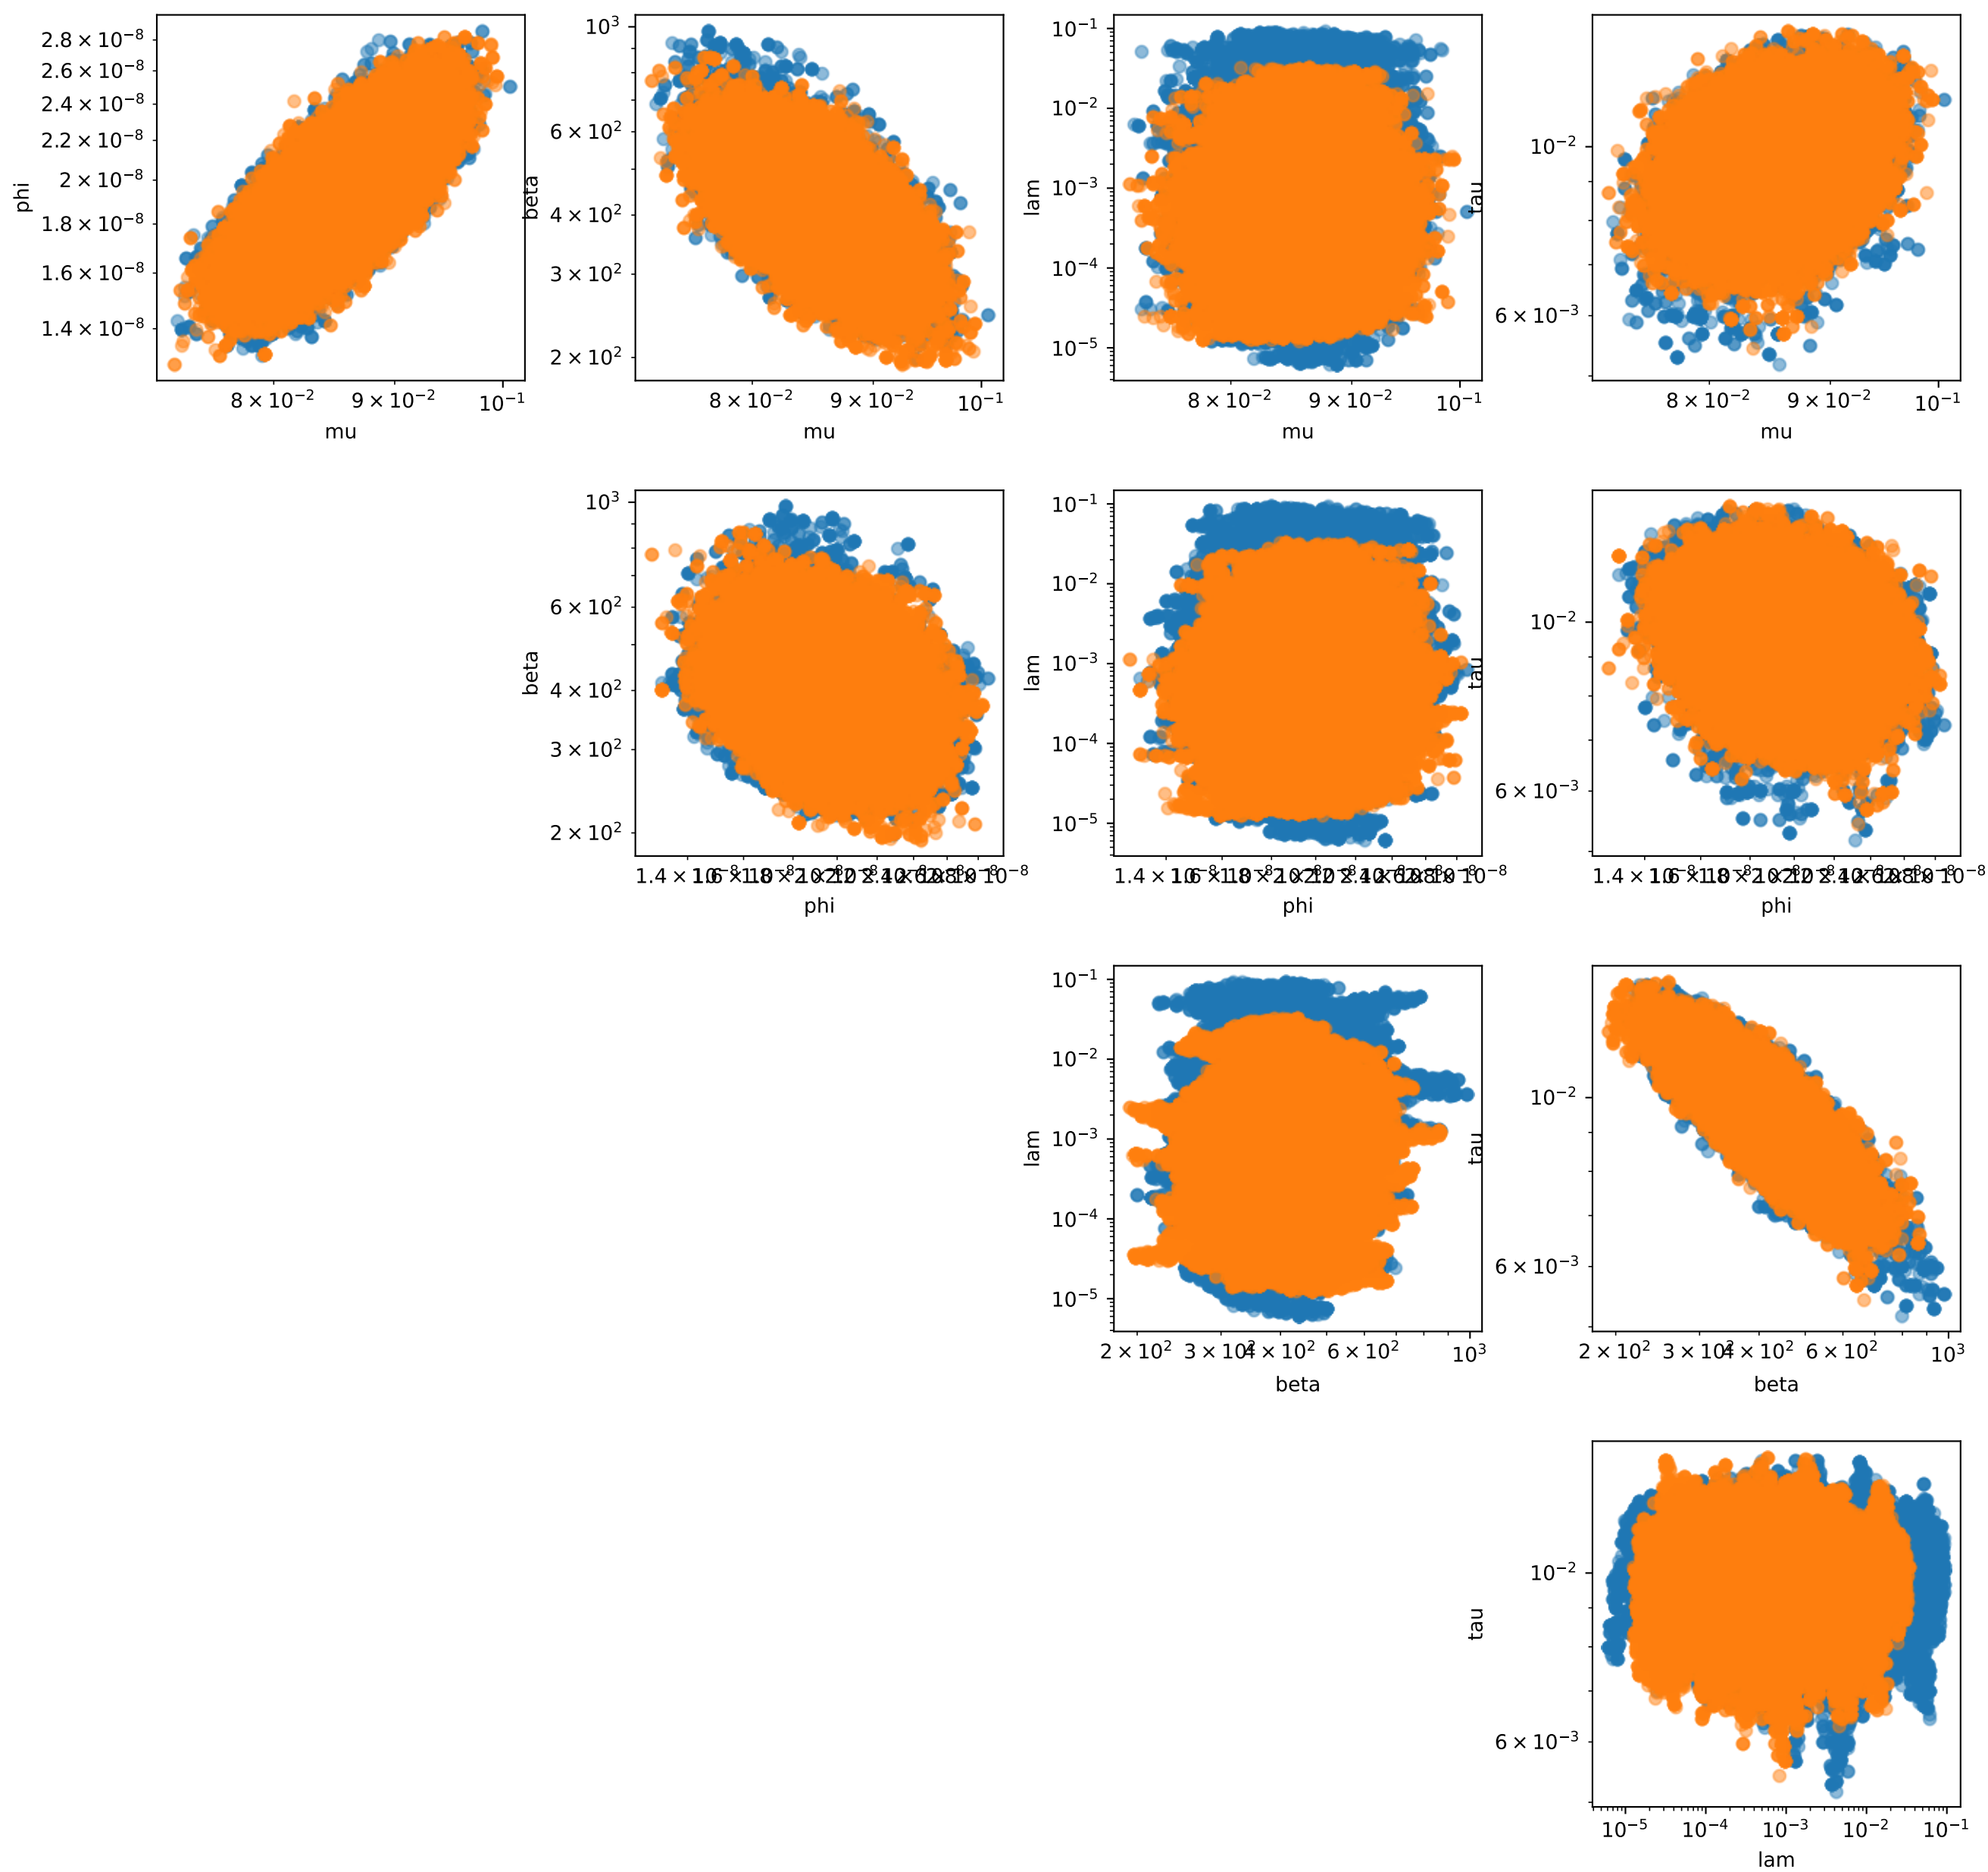 2.8 × 10⁻⁸
2.6 × 10⁻⁸
2.4 × 10⁻⁸
2.2 × 10⁻⁸
2 × 10⁻⁸
1.8 × 10⁻⁸
1.6 × 10⁻⁸
1.4 × 10⁻⁸
phi
8 × 10⁻² 9 × 10⁻² 10⁻¹
mu
10³
6 × 10²
4 × 10²
3 × 10²
2 × 10²
beta
8 × 10⁻² 9 × 10⁻² 10⁻¹
mu
10⁻¹
10⁻²
10⁻³
10⁻⁴
10⁻⁵
lam
8 × 10⁻² 9 × 10⁻² 10⁻¹
mu
10⁻²
6 × 10⁻³
tau
8 × 10⁻² 9 × 10⁻² 10⁻¹
mu
10³
6 × 10²
4 × 10²
3 × 10²
2 × 10²
beta
phi
10⁻¹
10⁻²
10⁻³
10⁻⁴
10⁻⁵
lam
phi
10⁻²
6 × 10⁻³
tau
phi
10⁻¹
10⁻²
10⁻³
10⁻⁴
10⁻⁵
lam
2 × 10² 3 × 10² 4 × 10² 6 × 10² 10³
beta
10⁻²
6 × 10⁻³
tau
2 × 10² 3 × 10² 4 × 10² 6 × 10² 10³
beta
10⁻²
6 × 10⁻³
tau
10⁻⁵ 10⁻⁴ 10⁻³ 10⁻² 10⁻¹
lam